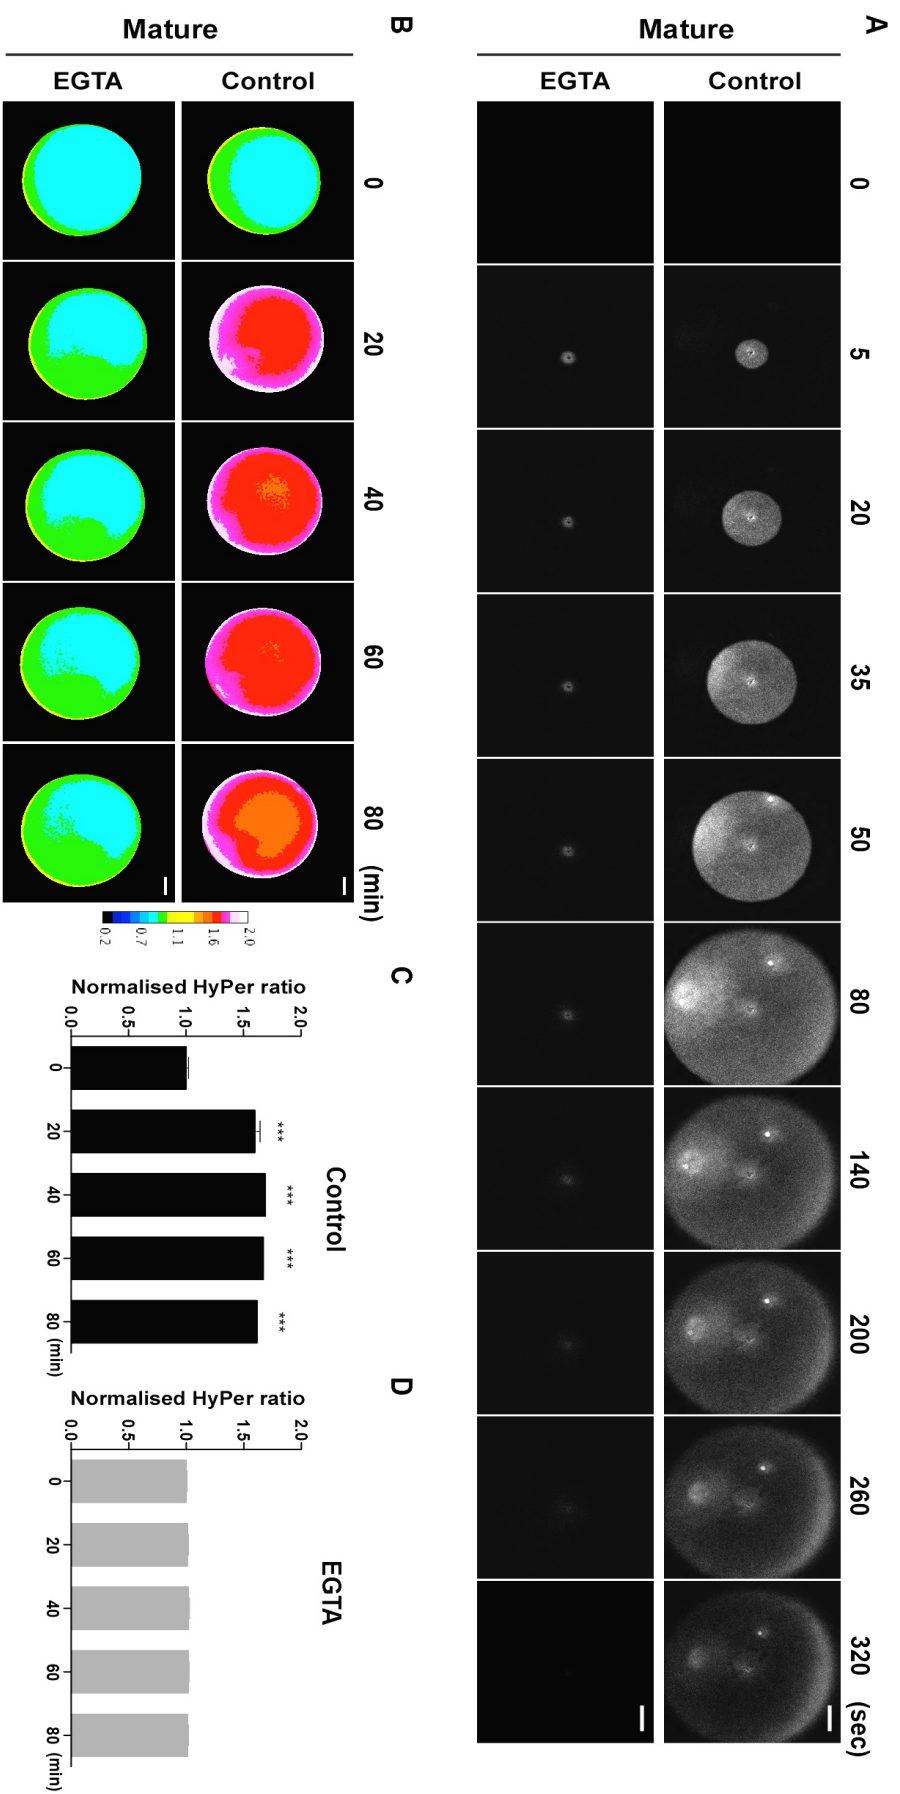 A
0 5 20 35 50 80 140 200 260 320 (sec)
Mature
Control
EGTA
B
0 20 40 60 80 (min)
Mature
Control
EGTA
0.2 0.7 1.1 1.6 2.0
C
Control
Normalised HyPer ratio
2.0
1.5
1.0
0.5
0.0
***
***
***
***
0 20 40 60 80 (min)
D
EGTA
Normalised HyPer ratio
2.0
1.5
1.0
0.5
0.0
0 20 40 60 80 (min)